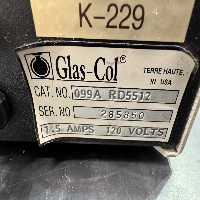 K-229
Glas-Col®
TERRE HAUTE,
IN USA
CAT. NO. 099A RD5512
SER. NO 285850
1.5 AMPS 120 VOLTS